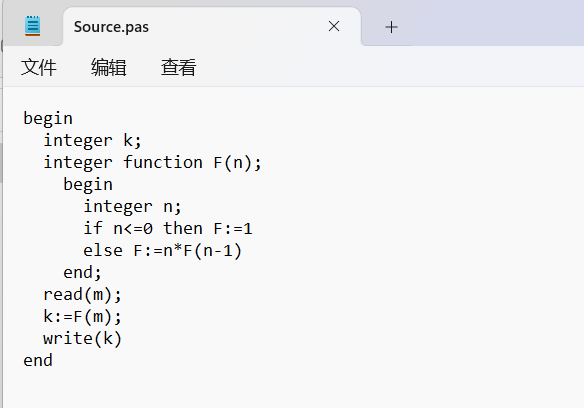 Source.pas
文件 编辑 查看
begin
  integer k;
  integer function F(n);
    begin
      integer n;
      if n<=0 then F:=1
      else F:=n*F(n-1)
    end;
  read(m);
  k:=F(m);
  write(k)
end